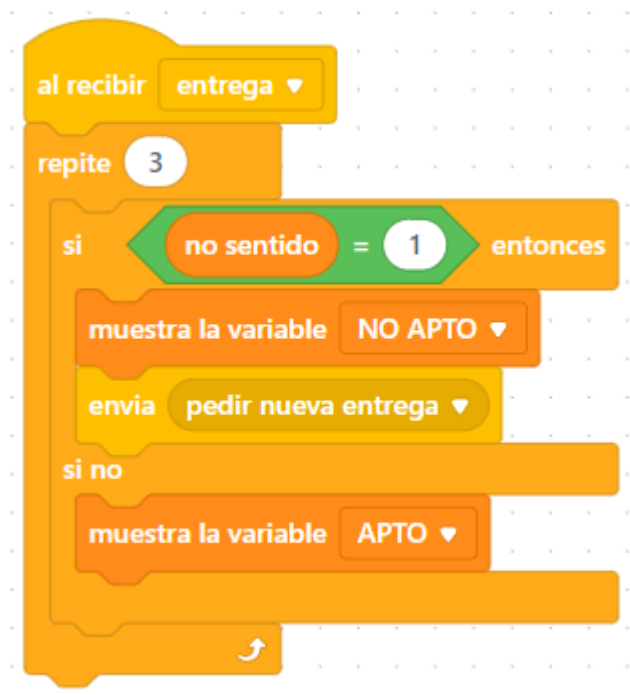 al recibir entrega
repite 3
si no sentido = 1 entonces
muestra la variable NO APTO
envia pedir nueva entrega
si no
muestra la variable APTO